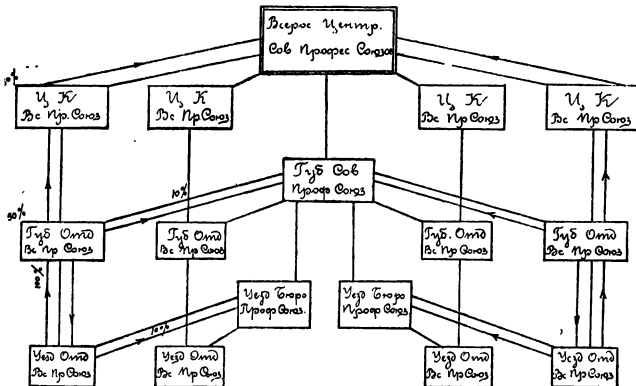 Всерос Центр.
Сов Профес Союзов
10%
Ц К
Вс Пр. Союз
Ц К
Вс Пр Союз
Ц К
Вс Пр Союз
Ц К
Вс Пр Союз
Губ Сов
Проф Союз
10%
50%
Губ Отд
Вс Пр Союз
Губ Отд
Вс Пр Союз
Губ. Отд
Вс Пр Союз
Губ Отд
Вс Пр Союз
100%
Уезд Бюро
Проф Союз.
Уезд Бюро
Проф Союз.
10%
Уезд Отд
Вс Пр Союз
Уезд Отд
Вс Пр Союз
Уезд Отд
Вс Пр Союз
Уезд Отд
Вс Пр Союз